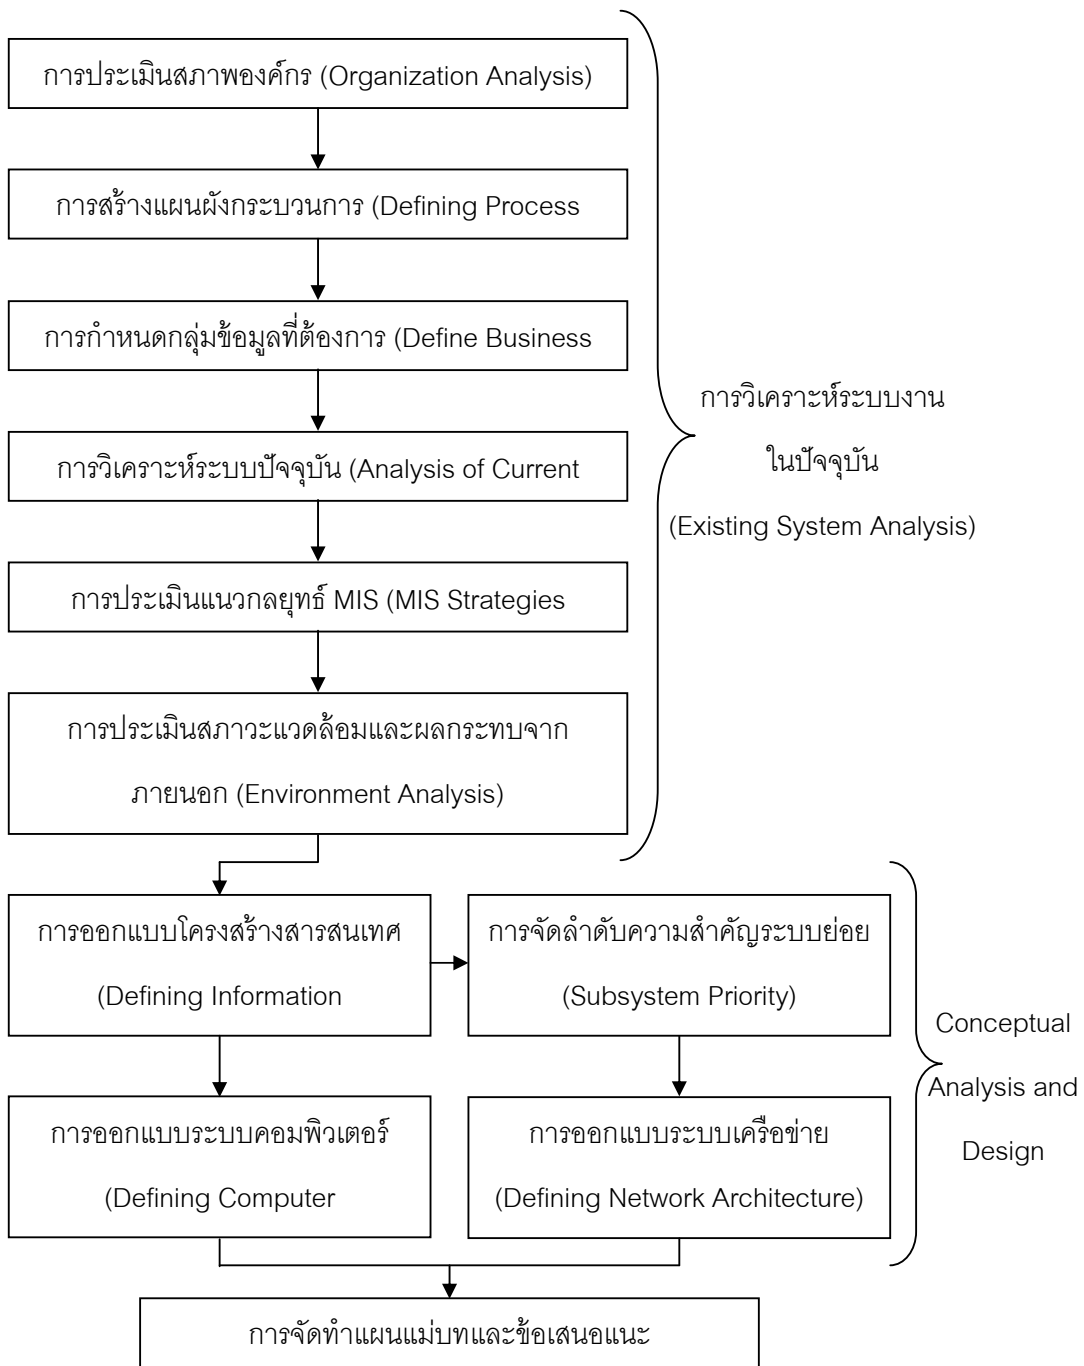 การประเมินสภาพองค์กร (Organization Analysis)
การสร้างแผนผังกระบวนการ (Defining Process
การกำหนดกลุ่มข้อมูลที่ต้องการ (Define Business
การวิเคราะห์ระบบปัจจุบัน (Analysis of Current
การประเมินแนวกลยุทธ์ MIS (MIS Strategies
การประเมินสภาวะแวดล้อมและผลกระทบจาก
ภายนอก (Environment Analysis)
การวิเคราะห์ระบบงาน
ในปัจจุบัน
(Existing System Analysis)
การออกแบบโครงสร้างสารสนเทศ
(Defining Information
การจัดลำดับความสำคัญระบบย่อย
(Subsystem Priority)
การออกแบบระบบคอมพิวเตอร์
(Defining Computer
การออกแบบระบบเครือข่าย
(Defining Network Architecture)
Conceptual
Analysis and
Design
การจัดทำแผนแม่บทและข้อเสนอแนะ